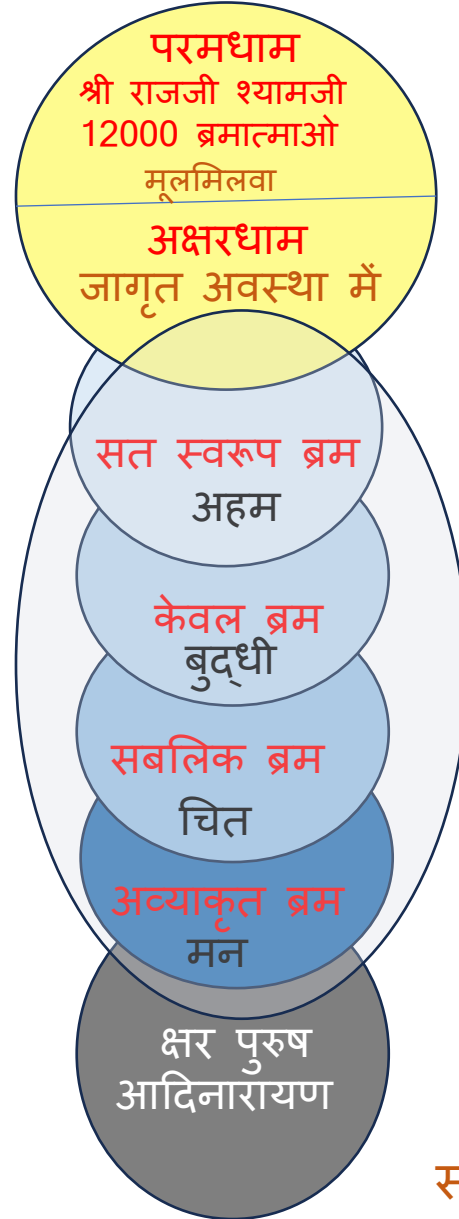 परमधाम
श्री राजजी श्यामजी
12000 ब्रमात्माओ
मूलमिलवा
अक्षरधाम
जागृत अवस्था में
सत स्वरूप ब्रम
अहम
केवल ब्रम
बुद्धी
सबलिक ब्रम
चित
अव्याकृत ब्रम
मन
क्षर पुरुष
आदिनारायण